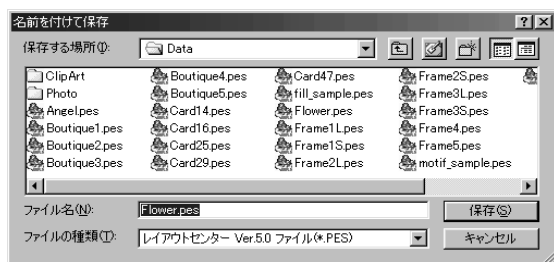 名前を付けて保存
保存する場所(I): Data
ClipArt Boutique4.pes Card47.pes Frame2S.pes
Photo Boutique5.pes fill_sample.pes Frame3L.pes
Angel.pes Card14.pes Flower.pes Frame3S.pes
Boutique1.pes Card16.pes Frame1L.pes Frame4.pes
Boutique2.pes Card25.pes Frame1S.pes Frame5.pes
Boutique3.pes Card29.pes Frame2L.pes motif_sample.pes
ファイル名(N): Flower.pes 保存(S)
ファイルの種類(T): レイアウトセンター Ver.5.0 ファイル(*.PES) キャンセル